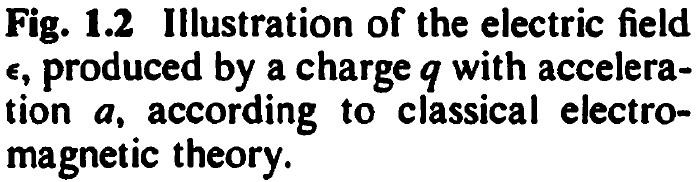 Fig. 1.2 Illustration of the electric field
ϵ, produced by a charge q with accelera-
tion a, according to classical electro-
magnetic theory.